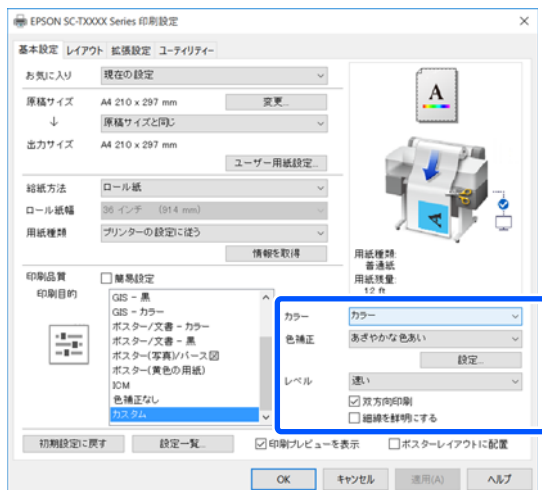 EPSON SC-TXXXX Series 印刷設定
基本設定 レイアウト 拡張設定 ユーティリティー
お気に入り 現在の設定
原稿サイズ A4 210 x 297 mm 変更...
↓ 原稿サイズと同じ
出力サイズ A4 210 x 297 mm
ユーザー用紙設定...
給紙方法 ロール紙
ロール紙幅 36 インチ (914 mm)
用紙種類 プリンターの設定に従う
情報を取得
A
A
用紙種類:
普通紙
用紙残量:
12 ft
印刷品質 簡易設定
印刷目的
GIS - 黒
GIS - カラー
ポスター/文書 - カラー
ポスター/文書 - 黒
ポスター(写真)/パース図
ポスター(黄色の用紙)
ICM
色補正なし
カスタム
カラー カラー
色補正 あざやかな色あい
設定...
レベル 速い
双方向印刷
細線を鮮明にする
初期設定に戻す 設定一覧... 印刷プレビューを表示 ポスターレイアウトに配置
OK キャンセル 適用(A) ヘルプ